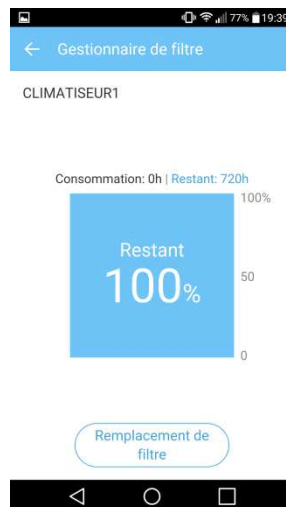 77% 19:39
Gestionnaire de filtre
CLIMATISEUR1
Consommation: 0h | Restant: 720h
100%
Restant
100%
50
0
Remplacement de
filtre